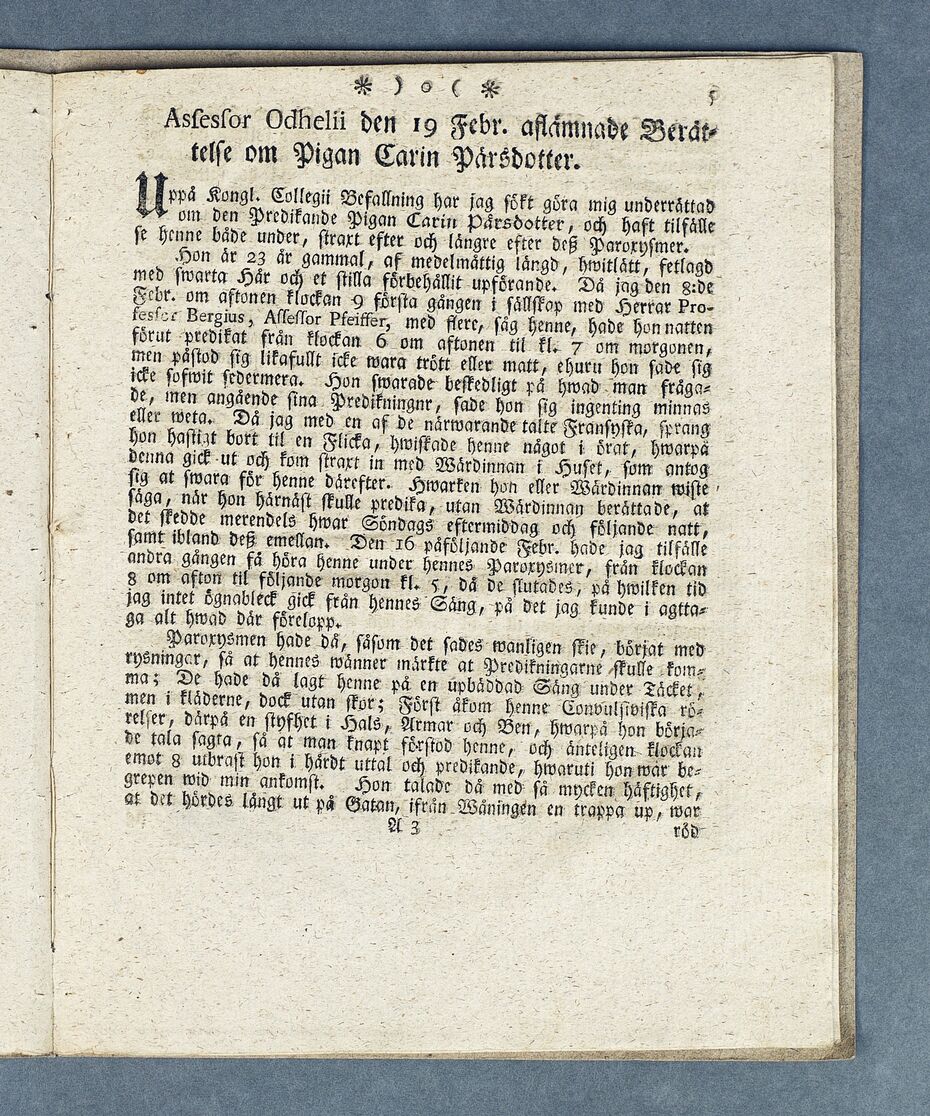 * ) o ( * 5
Assessor Odhelii den 19 Febr. aflämnade Berät-
telse om Pigan Carin Pärsdotter.
Uppå Kongl. Collegii Befallning har jag sökt göra mig underrättad
om den Predikande Pigan Carin Pärsdotter, och haft tilfälle
se henne både under, straxt efter och längre efter deß Paroxysmer.
Hon är 23 år gammal, af medelmåttig längd, hwitlätt, fetlagd
med swarta Hår och et stilla förbehållit upförande. Då jag den 8:de
Febr. om aftonen klockan 9 första gången i sällskap med Herrar Pro-
fessor Bergius, Assessor Pfeiffer, med flere, såg henne, hade hon natten
förut predikat från klockan 6 om aftonen til kl. 7 om morgonen,
men påstod sig likafullt icke wara trött eller matt, ehuru hon sade sig
icke sofwit sedermera. Hon swarade beskedligt på hwad man fråga-
de, men angående sina Predikningnr, sade hon sig ingenting minnas
eller weta. Då jag med en af de närwarande talte Fransyska, sprang
hon hastigt bort til en Flicka, hwiskade henne något i örat, hwarpå
denna gick ut och kom straxt in med Wärdinnan i Huset, som antog
sig at swara för henne därefter. Hwarken hon eller Wärdinnan wiste
säga, när hon härnäst skulle predika, utan Wärdinnan berättade, at
det skedde merendels hwar Söndags eftermiddag och följande natt,
samt ibland deß emellan. Den 16 påföljande Febr. hade jag tilfälle
andra gången få höra henne under hennes Paroxysmer, från klockan
8 om afton til följande morgon kl. 5, då de slutades, på hwilken tid
jag intet ögnableck gick från hennes Säng, på det jag kunde i agtta-
ga alt hwad där förelopp.
Paroxysmen hade då, såsom det sades wanligen skie, börjat med
rysningar, så at hennes wänner märkte at Predikningarne skulle kom-
ma; De hade då lagt henne på en upbäddad Säng under Täcket,
men i kläderne, dock utan skor; Först åkom henne Convulsiviska rö-
relser, därpå en styfhet i Hals, Armar och Ben, hwarpå hon börja-
de tala sagta, så at man knapt förstod henne, och änteligen klockan
emot 8 utbrast hon i hårdt uttal och predikande, hwaruti hon war be-
grepen wid min ankomst. Hon talade då med så mycken häftighet,
at det hördes långt ut på Gatan, ifrån Wåningen en trappa up, war
A 3 röd